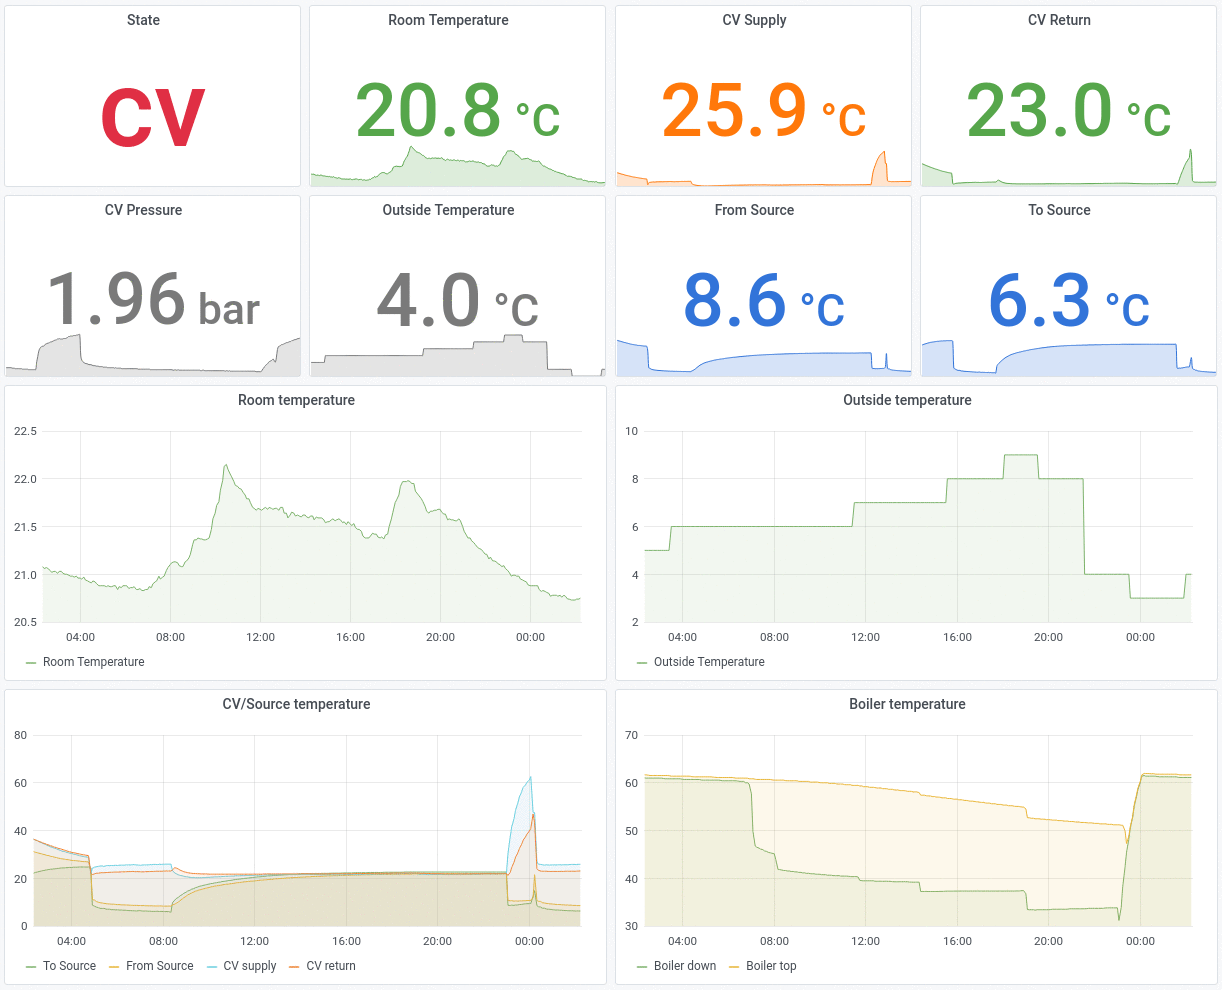 State
Room Temperature
CV Supply
CV Return
CV
20.8 °C
25.9 °C
23.0 °C
CV Pressure
Outside Temperature
From Source
To Source
1.96 bar
4.0 °C
8.6 °C
6.3 °C
Room temperature
22.5
22.0
21.5
21.0
20.5
04:00 08:00 12:00 16:00 20:00 00:00
Room Temperature
Outside temperature
10
8
6
4
2
04:00 08:00 12:00 16:00 20:00 00:00
Outside Temperature
CV/Source temperature
80
60
40
20
0
04:00 08:00 12:00 16:00 20:00 00:00
To Source From Source CV supply CV return
Boiler temperature
70
60
50
40
30
04:00 08:00 12:00 16:00 20:00 00:00
Boiler down Boiler top